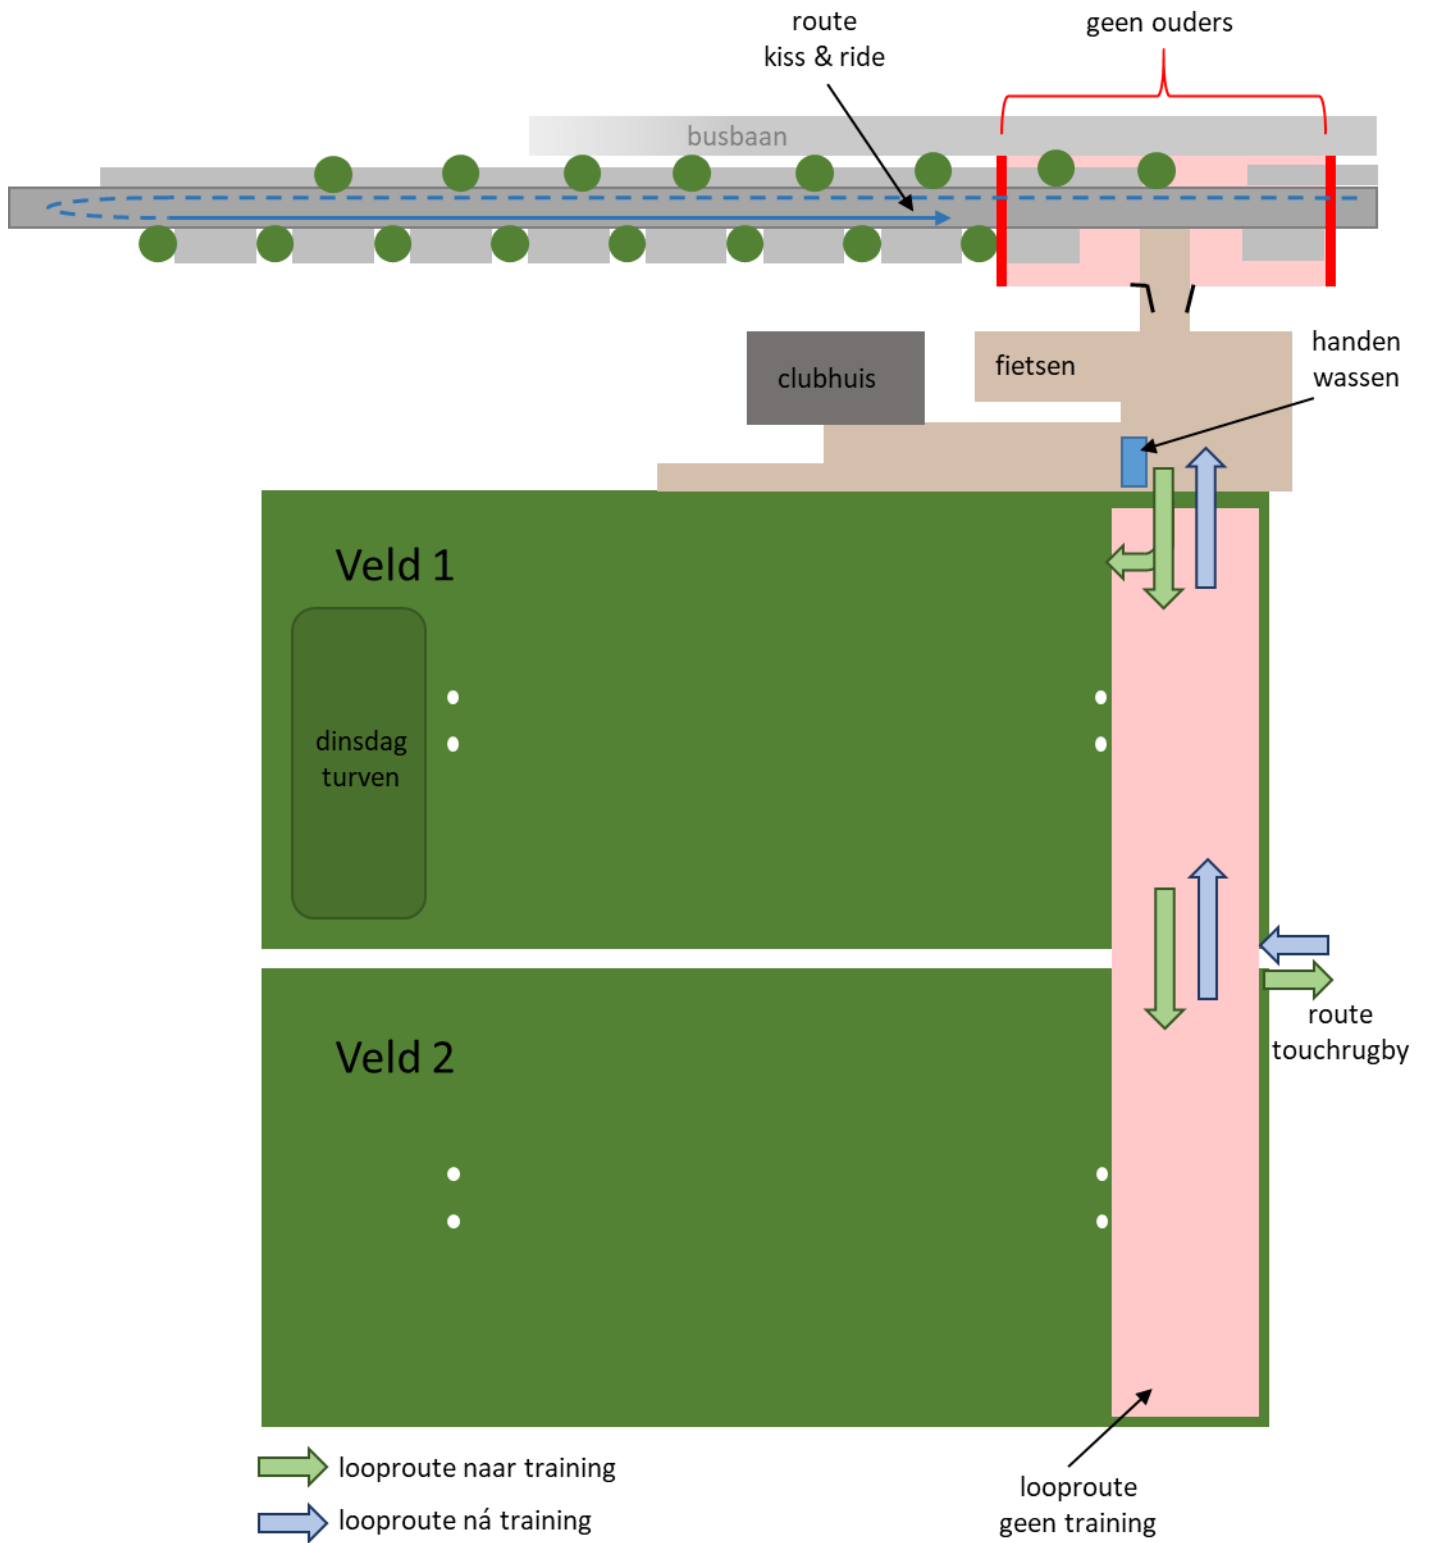 route
kiss & ride
geen ouders
busbaan
handen
wassen
fietsen
clubhuis
Veld 1
dinsdag
turven
route
touchrugby
Veld 2
looproute naar training
looproute ná training
looproute
geen training